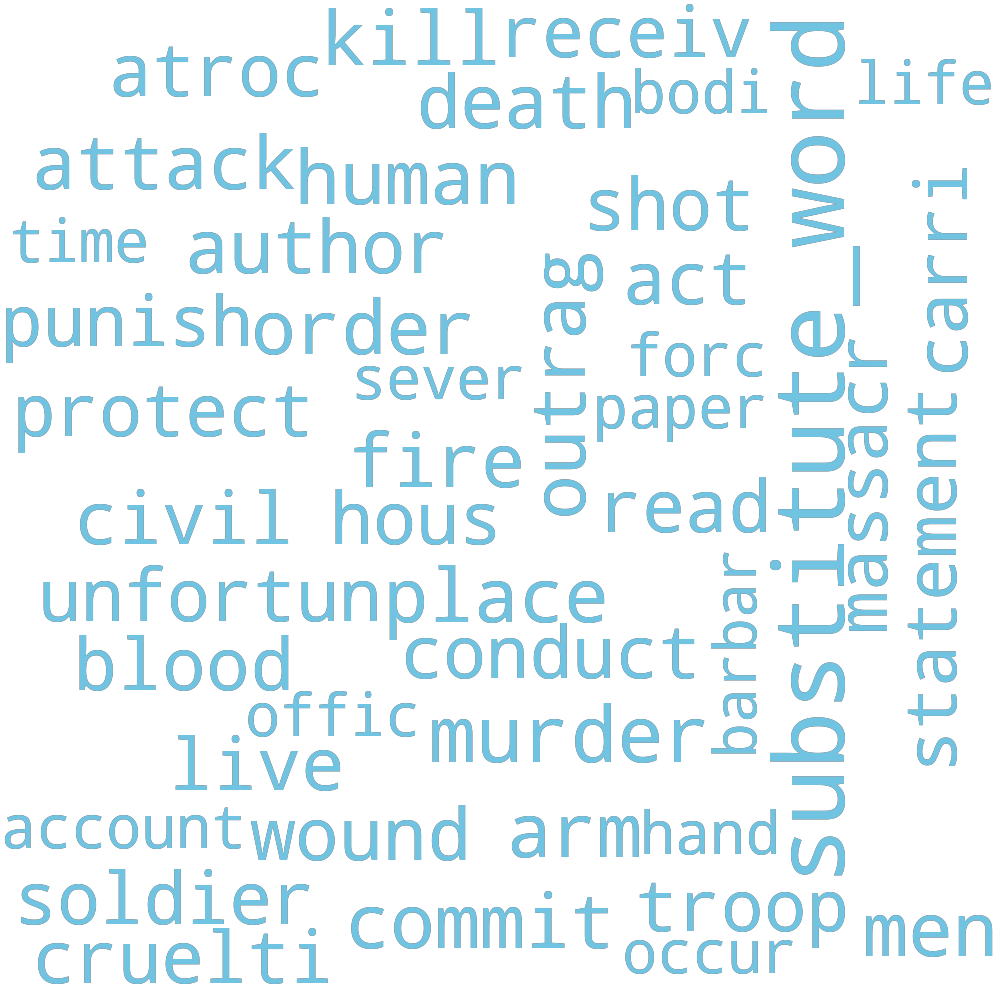 kill receiv
atroc
death bodi life
attack human
shot
time author
act
punish order
forc
sever
protect paper
outrag
fire
read
civil hous
unfortun place
blood conduct
barbar
substitute_word
massacr
carri
statement
offic murder
live
account wound arm hand
soldier troop
commit men
cruelti occur